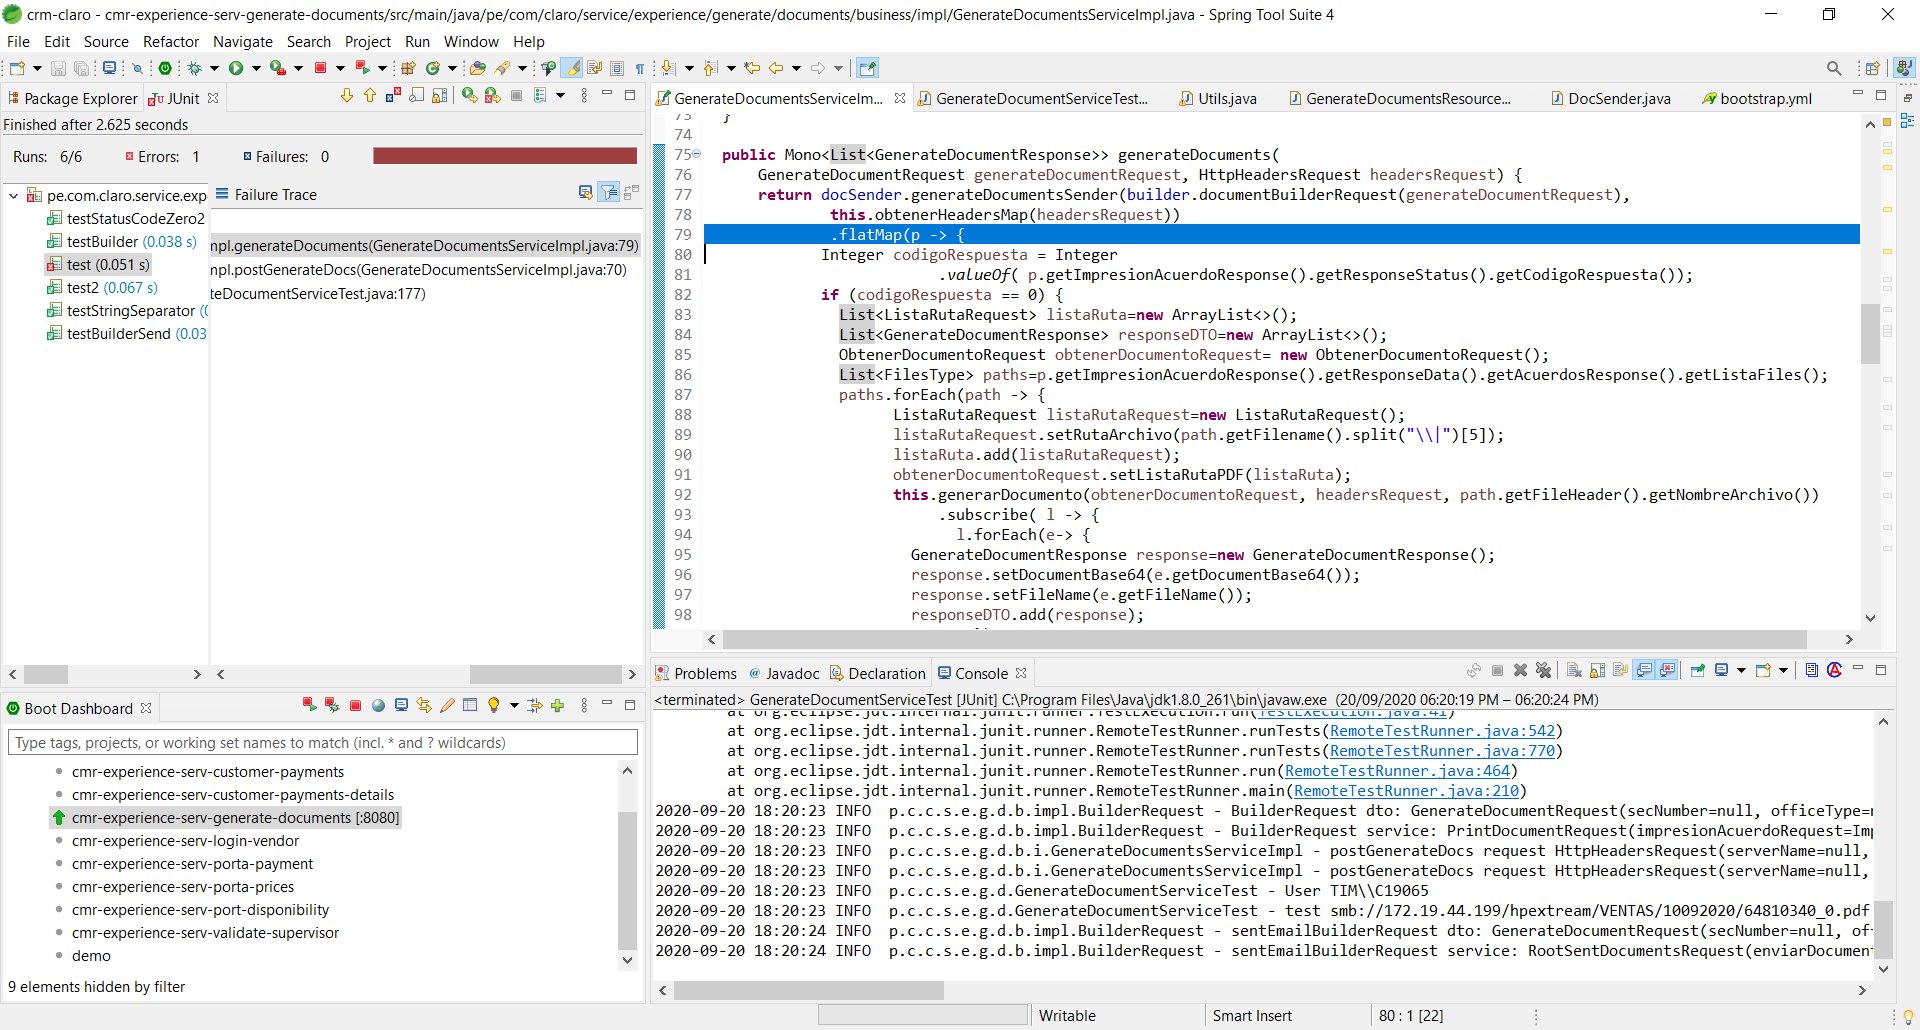 crm-claro - cmr-experience-serv-generate-documents/src/main/java/pe/com/claro/service/experience/generate/documents/business/impl/GenerateDocumentsServiceImpl.java - Spring Tool Suite 4
File Edit Source Refactor Navigate Search Project Run Window Help
Package Explorer JUnit
Finished after 2.625 seconds
Runs: 6/6 Errors: 1 Failures: 0
pe.com.claro.service.exp
testStatusCodeZero2
testBuilder (0.038 s)
test (0.051 s)
test2 (0.067 s)
testStringSeparator (0
testBuilderSend (0.03
Failure Trace
mpl.generateDocuments(GenerateDocumentsServiceImpl.java:79)
mpl.postGenerateDocs(GenerateDocumentsServiceImpl.java:70)
teDocumentServiceTest.java:177)
Boot Dashboard
Type tags, projects, or working set names to match (incl. * and ? wildcards)
cmr-experience-serv-customer-payments
cmr-experience-serv-customer-payments-details
cmr-experience-serv-generate-documents [:8080]
cmr-experience-serv-login-vendor
cmr-experience-serv-porta-payment
cmr-experience-serv-porta-prices
cmr-experience-serv-port-disponibility
cmr-experience-serv-validate-supervisor
demo
9 elements hidden by filter
GenerateDocumentsServiceIm... GenerateDocumentServiceTest... Utils.java GenerateDocumentsResource... DocSender.java bootstrap.yml
73 }
74
75 public Mono<List<GenerateDocumentResponse>> generateDocuments(
76 GenerateDocumentRequest generateDocumentRequest, HttpHeadersRequest headersRequest) {
77 return docSender.generateDocumentsSender(builder.documentBuilderRequest(generateDocumentRequest),
78 this.obtenerHeadersMap(headersRequest))
79 .flatMap(p -> {
80 Integer codigoRespuesta = Integer
81 .valueOf( p.getImpresionAcuerdoResponse().getResponseStatus().getCodigoRespuesta());
82 if (codigoRespuesta == 0) {
83 List<ListaRutaRequest> listaRuta=new ArrayList<>();
84 List<GenerateDocumentResponse> responseDTO=new ArrayList<>();
85 ObtenerDocumentoRequest obtenerDocumentoRequest= new ObtenerDocumentoRequest();
86 List<FilesType> paths=p.getImpresionAcuerdoResponse().getResponseData().getAcuerdosResponse().getListaFiles();
87 paths.forEach(path -> {
88 ListaRutaRequest listaRutaRequest=new ListaRutaRequest();
89 listaRutaRequest.setRutaArchivo(path.getFilename().split("\\|")[5]);
90 listaRuta.add(listaRutaRequest);
91 obtenerDocumentoRequest.setListaRutaPDF(listaRuta);
92 this.generarDocumento(obtenerDocumentoRequest, headersRequest, path.getFileHeader().getNombreArchivo())
93 .subscribe( l -> {
94 l.forEach(e-> {
95 GenerateDocumentResponse response=new GenerateDocumentResponse();
96 response.setDocumentBase64(e.getDocumentBase64());
97 response.setFileName(e.getFileName());
98 responseDTO.add(response);
Problems Javadoc Declaration Console
<terminated> GenerateDocumentServiceTest [JUnit] C:\Program Files\Java\jdk1.8.0_261\bin\javaw.exe (20/09/2020 06:20:19 PM – 06:20:24 PM)
at org.eclipse.jdt.internal.junit.runner.TestExecution.run(TestExecution.java:41)
at org.eclipse.jdt.internal.junit.runner.RemoteTestRunner.runTests(RemoteTestRunner.java:542)
at org.eclipse.jdt.internal.junit.runner.RemoteTestRunner.runTests(RemoteTestRunner.java:770)
at org.eclipse.jdt.internal.junit.runner.RemoteTestRunner.run(RemoteTestRunner.java:464)
at org.eclipse.jdt.internal.junit.runner.RemoteTestRunner.main(RemoteTestRunner.java:210)
2020-09-20 18:20:23 INFO p.c.c.s.e.g.d.b.impl.BuilderRequest - BuilderRequest dto: GenerateDocumentRequest(secNumber=null, officeType=
2020-09-20 18:20:23 INFO p.c.c.s.e.g.d.b.impl.BuilderRequest - BuilderRequest service: PrintDocumentRequest(impresionAcuerdoRequest=Imp
2020-09-20 18:20:23 INFO p.c.c.s.e.g.d.b.i.GenerateDocumentsServiceImpl - postGenerateDocs request HttpHeadersRequest(serverName=null,
2020-09-20 18:20:23 INFO p.c.c.s.e.g.d.b.i.GenerateDocumentsServiceImpl - postGenerateDocs request HttpHeadersRequest(serverName=null,
2020-09-20 18:20:23 INFO p.c.c.s.e.g.d.GenerateDocumentServiceTest - User TIM\\C19065
2020-09-20 18:20:23 INFO p.c.c.s.e.g.d.GenerateDocumentServiceTest - test smb://172.19.44.199/hpextream/VENTAS/10092020/64810340_0.pdf
2020-09-20 18:20:24 INFO p.c.c.s.e.g.d.b.impl.BuilderRequest - sentEmailBuilderRequest dto: GenerateDocumentRequest(secNumber=null, of
2020-09-20 18:20:24 INFO p.c.c.s.e.g.d.b.impl.BuilderRequest - sentEmailBuilderRequest service: RootSentDocumentsRequest(enviarDocumen
Writable Smart Insert 80 : 1 [22]